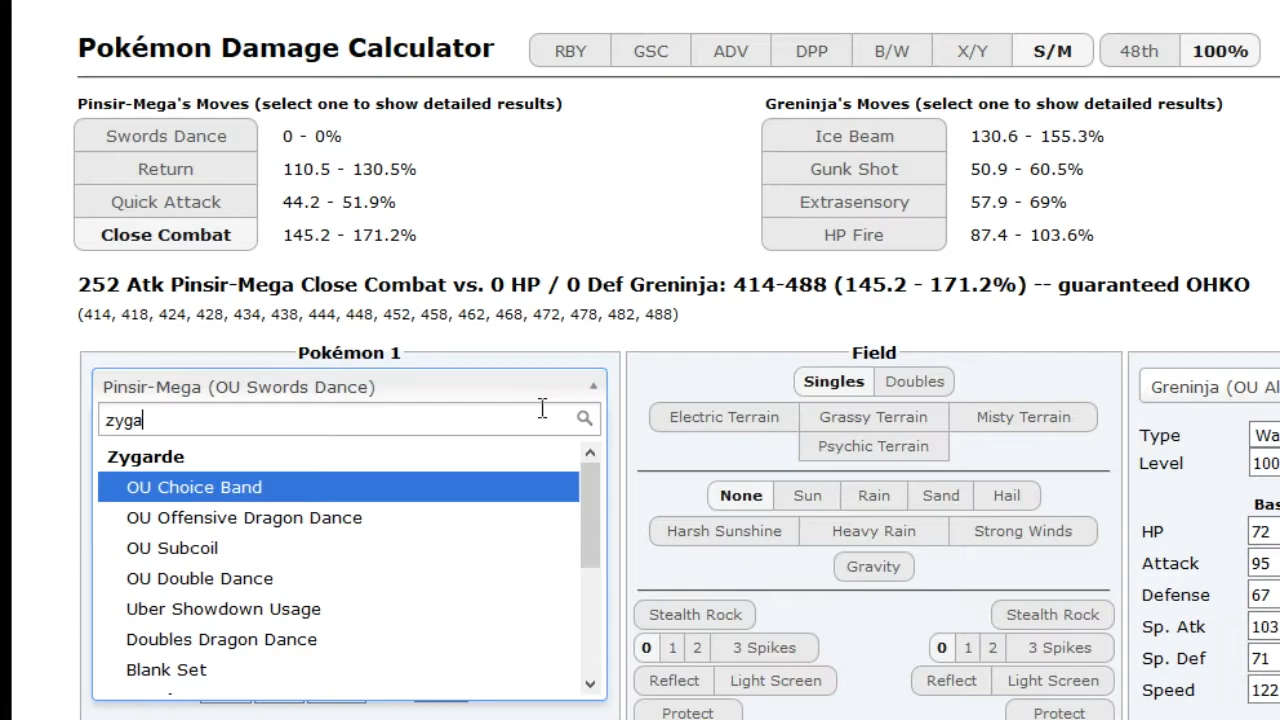 Pokémon Damage Calculator RBY GSC ADV DPP B/W X/Y S/M 48th 100%
Pinsir-Mega's Moves (select one to show detailed results)
Swords Dance 0 - 0%
Return 110.5 - 130.5%
Quick Attack 44.2 - 51.9%
Close Combat 145.2 - 171.2%
Greninja's Moves (select one to show detailed results)
Ice Beam 130.6 - 155.3%
Gunk Shot 50.9 - 60.5%
Extrasensory 57.9 - 69%
HP Fire 87.4 - 103.6%
252 Atk Pinsir-Mega Close Combat vs. 0 HP / 0 Def Greninja: 414-488 (145.2 - 171.2%) -- guaranteed OHKO
(414, 418, 424, 428, 434, 438, 444, 448, 452, 458, 462, 468, 472, 478, 482, 488)
Pokémon 1
Pinsir-Mega (OU Swords Dance)
zyga
Zygarde
OU Choice Band
OU Offensive Dragon Dance
OU Subcoil
OU Double Dance
Uber Showdown Usage
Doubles Dragon Dance
Blank Set
Field
Singles Doubles
Electric Terrain Grassy Terrain Misty Terrain
Psychic Terrain
None Sun Rain Sand Hail
Harsh Sunshine Heavy Rain Strong Winds
Gravity
Stealth Rock Stealth Rock
0 1 2 3 Spikes 0 1 2 3 Spikes
Reflect Light Screen Reflect Light Screen
Protect Protect
Greninja (OU Al
Type Wa
Level 100
Bas
HP 72
Attack 95
Defense 67
Sp. Atk 103
Sp. Def 71
Speed 122